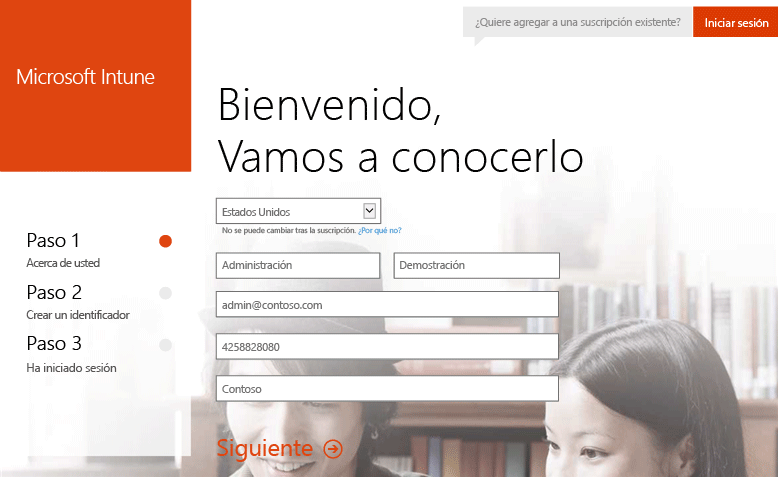 ¿Quiere agregar a una suscripción existente?
Iniciar sesión
Microsoft Intune
Bienvenido,
Vamos a conocerlo
Estados Unidos
No se puede cambiar tras la suscripción. ¿Por qué no?
Paso 1
Acerca de usted
Paso 2
Crear un identificador
Paso 3
Ha iniciado sesión
Administración
Demostración
admin@contoso.com
4258828080
Contoso
Siguiente